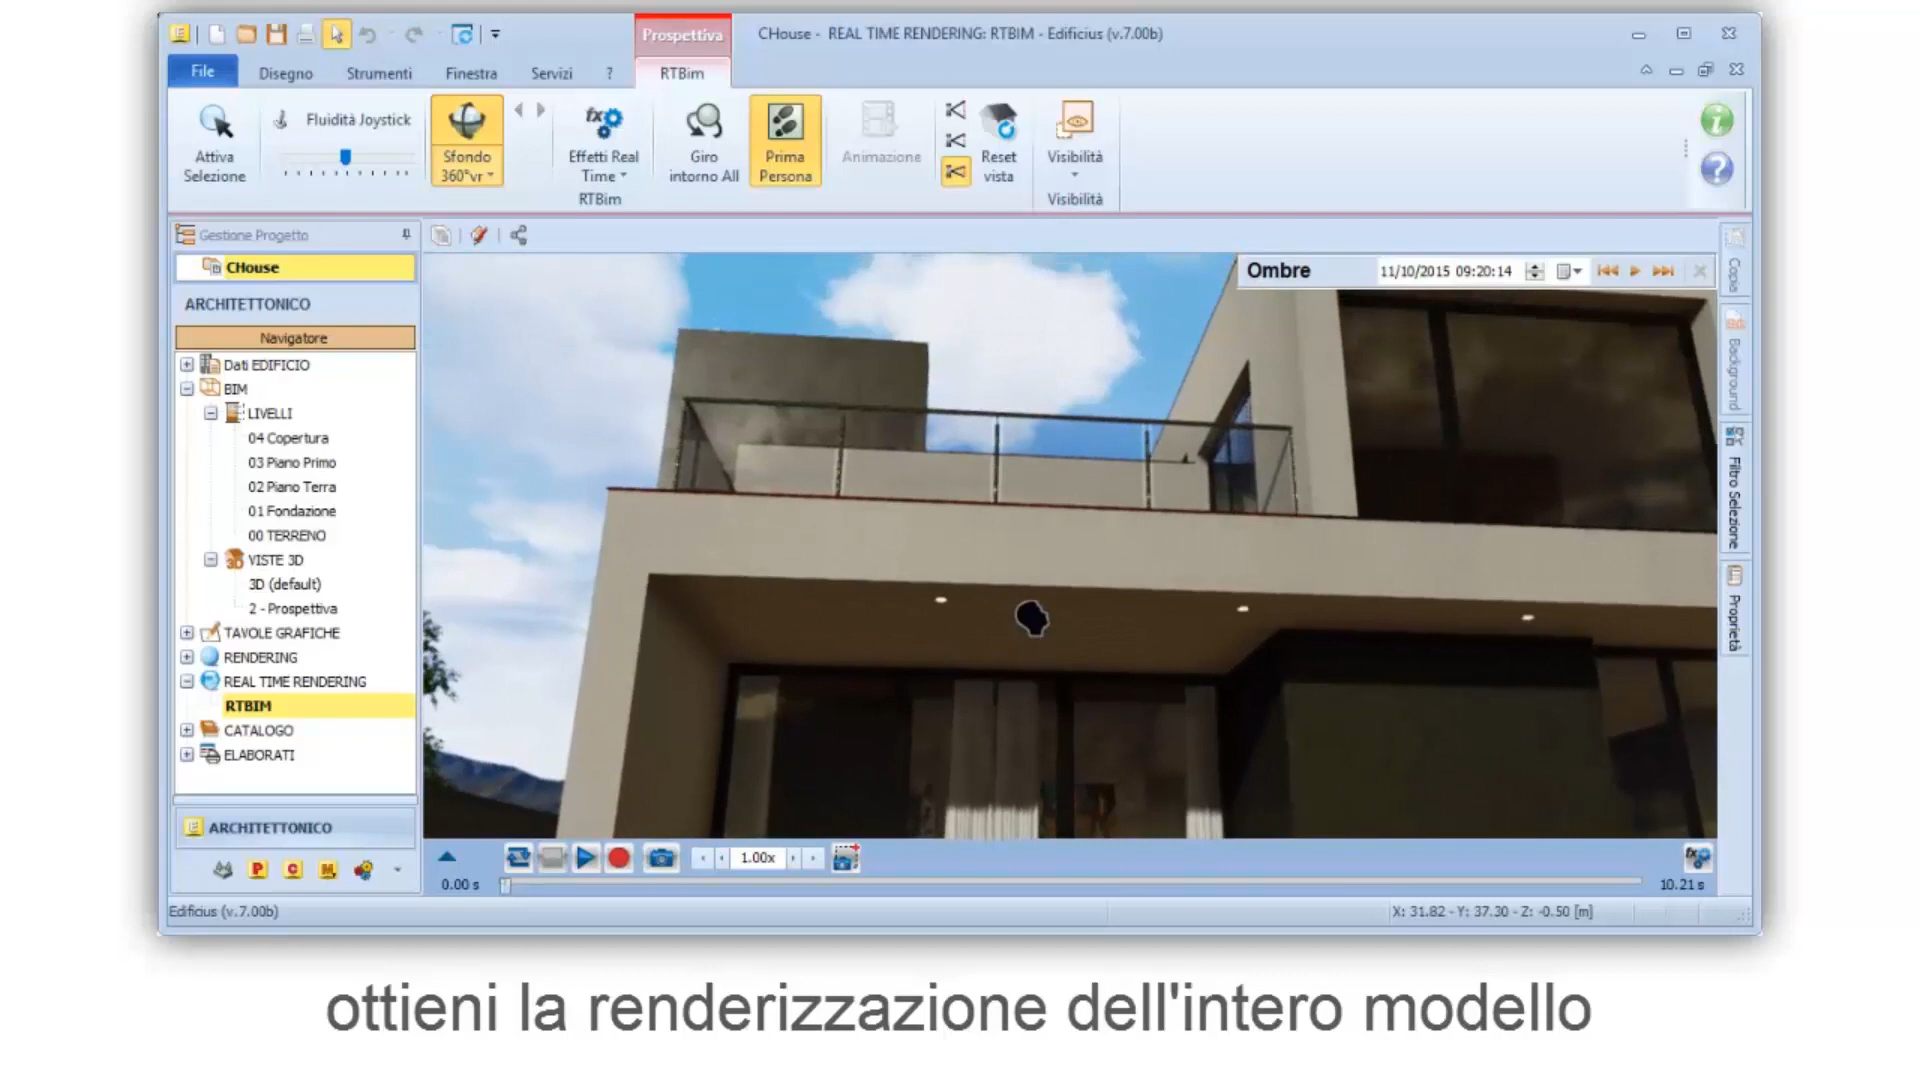 Prospettiva
CHouse - REAL TIME RENDERING: RTBIM - Edificius (v.7.00b)
File
Disegno
Strumenti
Finestra
Servizi
?
RTBim
Attiva
Selezione
Fluidità Joystick
Sfondo
360°vr
Effetti Real
Time
RTBim
Giro
intorno All
Prima
Persona
Animazione
Reset
vista
Visibilità
Visibilità
Gestione Progetto
CHouse
ARCHITETTONICO
Navigatore
Dati EDIFICIO
BIM
LIVELLI
04 Copertura
03 Piano Primo
02 Piano Terra
01 Fondazione
00 TERRENO
VISTE 3D
3D (default)
2 - Prospettiva
TAVOLE GRAFICHE
RENDERING
REAL TIME RENDERING
RTBIM
CATALOGO
ELABORATI
ARCHITETTONICO
Ombre
11/10/2015 09:20:14
Copia
Background
Filtro Selezione
Proprietà
1.00x
0.00 s
10.21 s
Edificius (v.7.00b)
X: 31.82 - Y: 37.30 - Z: -0.50 [m]
ottieni la renderizzazione dell'intero modello